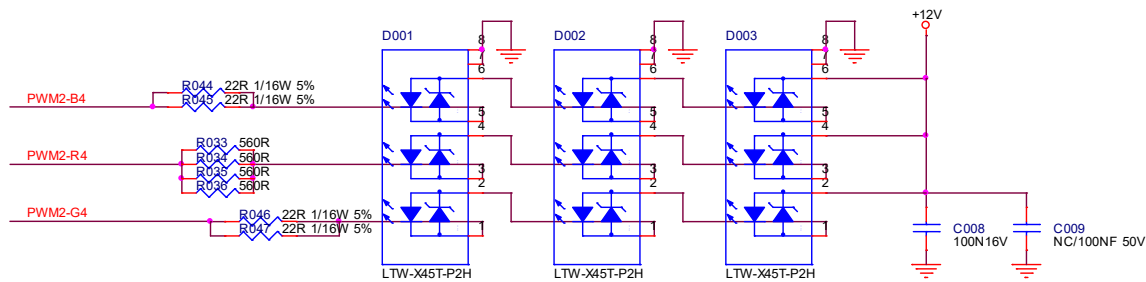 +12V
D001
D002
D003
8
7
6
5
4
3
2
1
8
7
6
5
4
3
2
1
8
7
6
5
4
3
2
1
R044 22R 1/16W 5%
PWM2-B4
R045 22R 1/16W 5%
R033 560R
PWM2-R4
R034 560R
R035 560R
R036 560R
PWM2-G4
R046 22R 1/16W 5%
R047 22R 1/16W 5%
C008
100N16V
C009
NC/100NF 50V
LTW-X45T-P2H
LTW-X45T-P2H
LTW-X45T-P2H